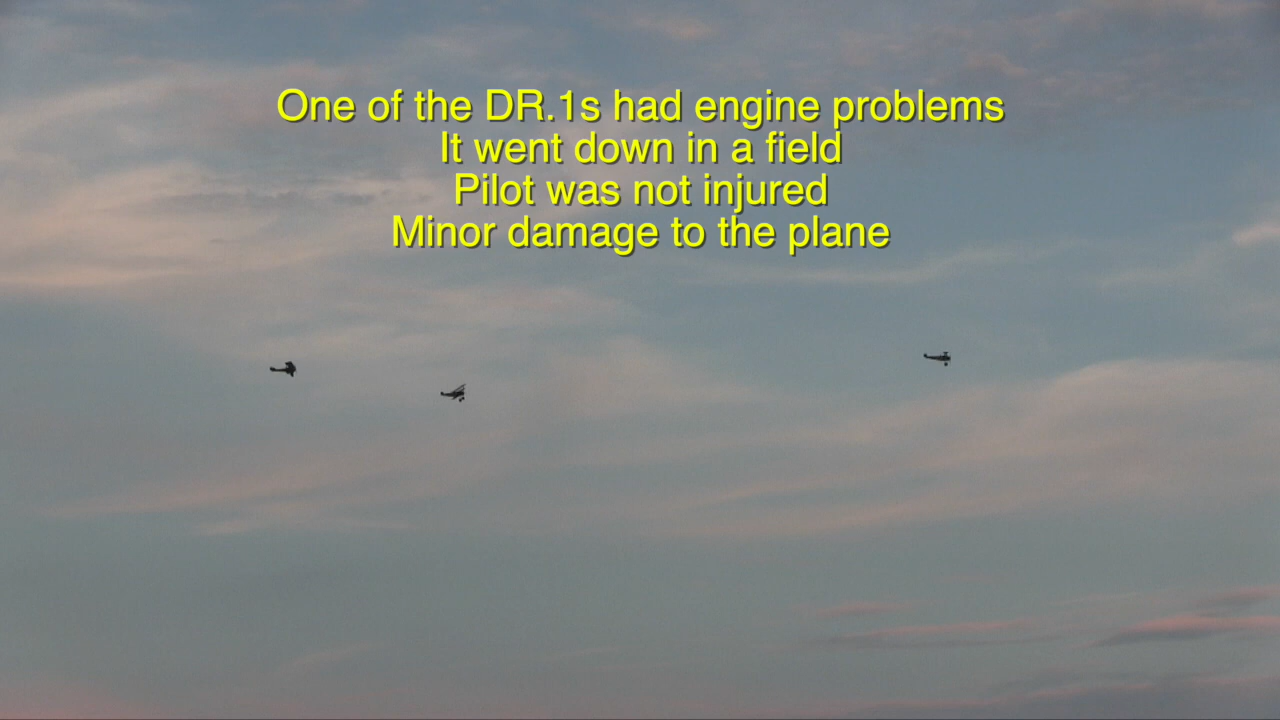 One of the DR.1s had engine problems
It went down in a field
Pilot was not injured
Minor damage to the plane